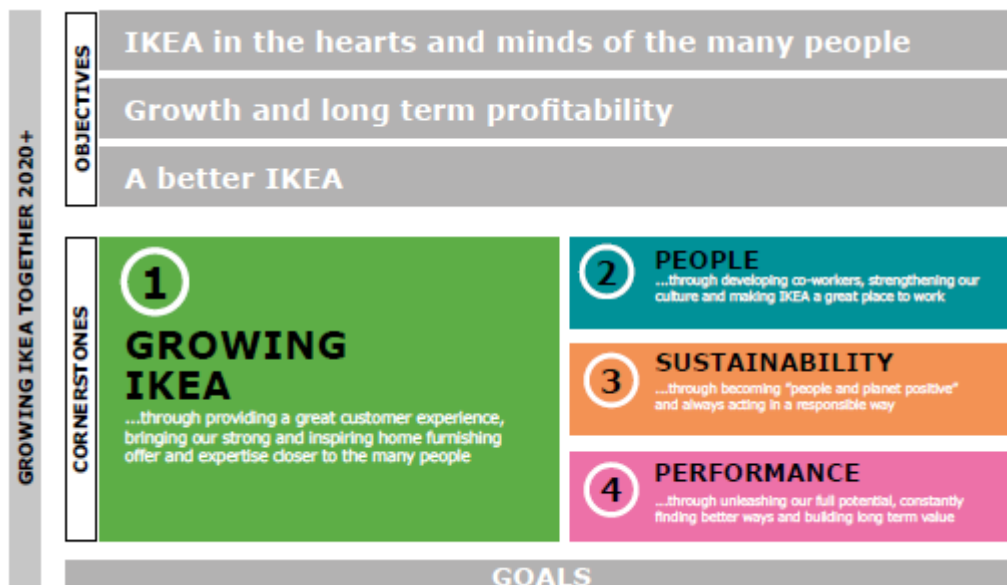 GROWING IKEA TOGETHER 2020+
OBJECTIVES
IKEA in the hearts and minds of the many people
Growth and long term profitability
A better IKEA
CORNERSTONES
1
GROWING
IKEA
...through providing a great customer experience,
bringing our strong and inspiring home furnishing
offer and expertise closer to the many people
2
PEOPLE
...through developing co-workers, strengthening our
culture and making IKEA a great place to work
3
SUSTAINABILITY
...through becoming "people and planet positive"
and always acting in a responsible way
4
PERFORMANCE
...through unleashing our full potential, constantly
finding better ways and building long term value
GOALS